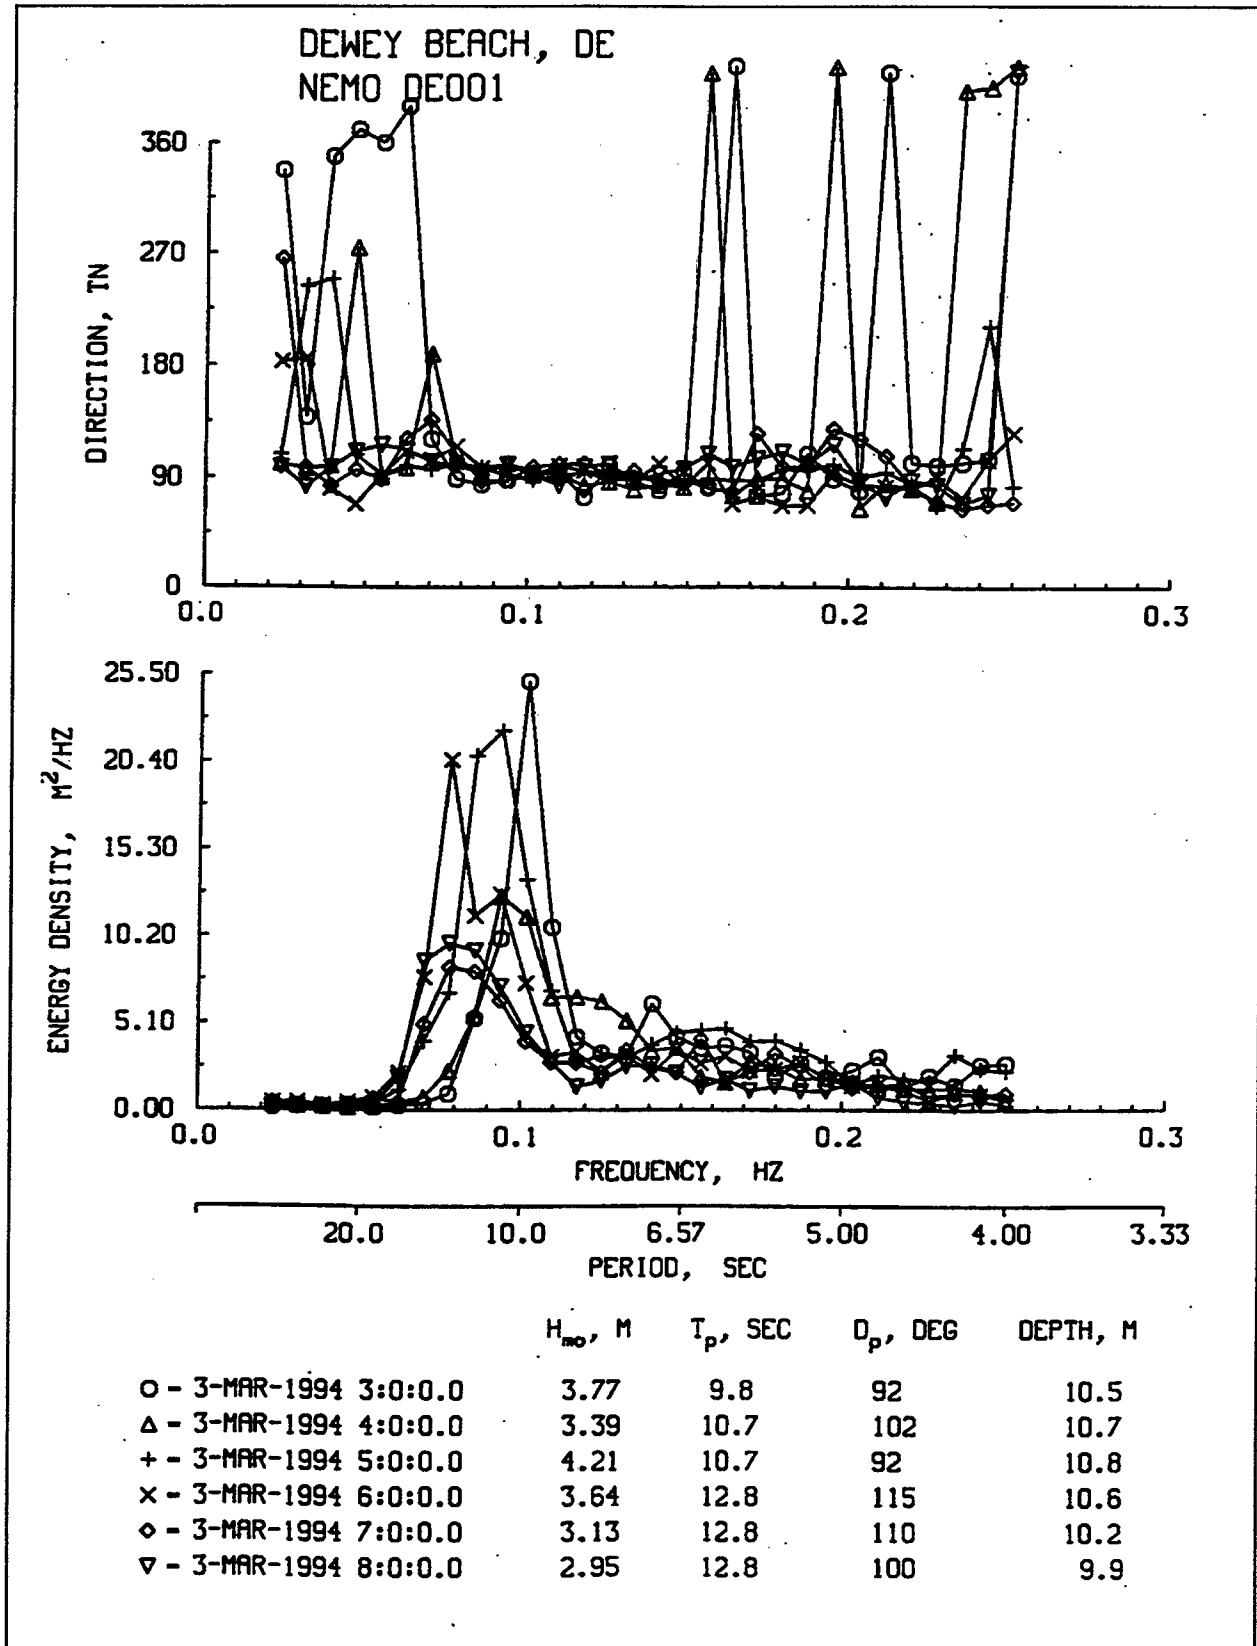 DEWEY BEACH, DE
NEMO DE001
360
270
180
90
0
DIRECTION, TN
0.0 0.1 0.2 0.3
25.50
20.40
15.30
10.20
5.10
0.00
ENERGY DENSITY, M²/HZ
0.0 0.1 0.2 0.3
FREQUENCY, HZ
20.0 10.0 6.57 5.00 4.00 3.33
PERIOD, SEC
Hmo, M Tp, SEC Dp, DEG DEPTH, M
O - 3-MAR-1994 3:0:0.0 3.77 9.8 92 10.5
△ - 3-MAR-1994 4:0:0.0 3.39 10.7 102 10.7
+ - 3-MAR-1994 5:0:0.0 4.21 10.7 92 10.8
× - 3-MAR-1994 6:0:0.0 3.64 12.8 115 10.6
◇ - 3-MAR-1994 7:0:0.0 3.13 12.8 110 10.2
▽ - 3-MAR-1994 8:0:0.0 2.95 12.8 100 9.9